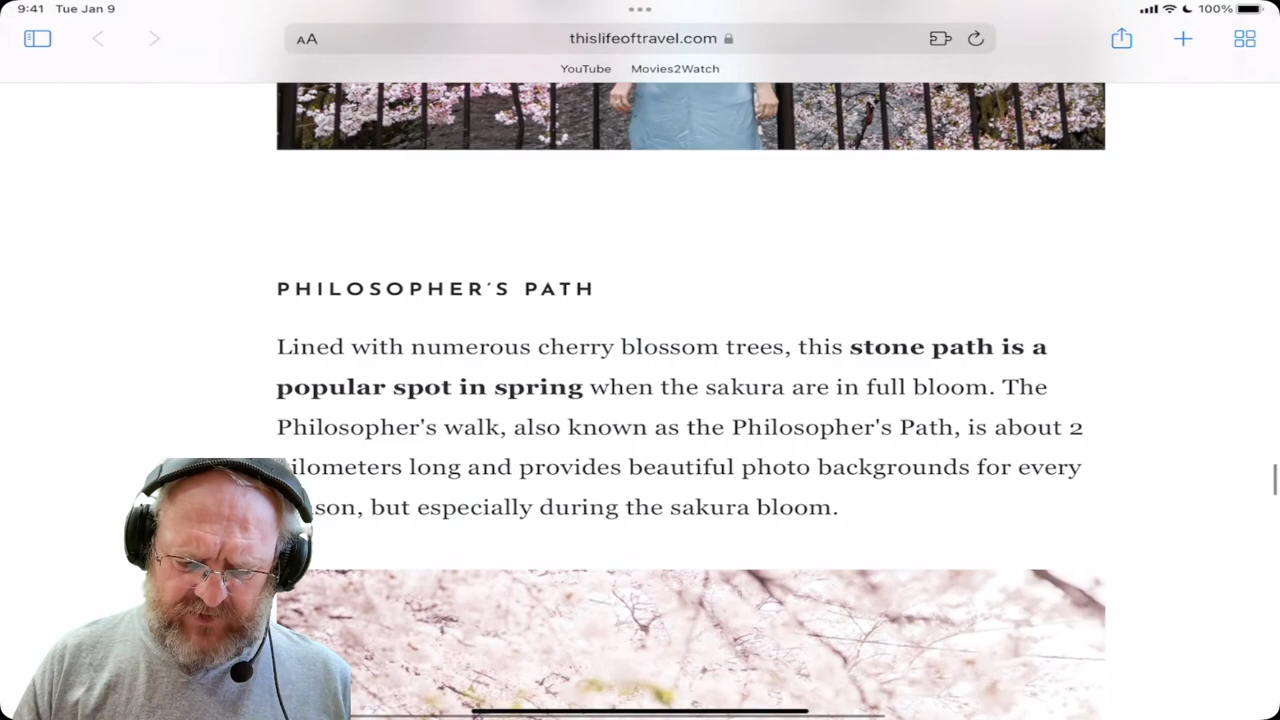 9:41 Tue Jan 9
100%
AA
thislifeoftravel.com
YouTube Movies2Watch
PHILOSOPHER'S PATH
Lined with numerous cherry blossom trees, this stone path is a
popular spot in spring when the sakura are in full bloom. The
Philosopher's walk, also known as the Philosopher's Path, is about 2
ilometers long and provides beautiful photo backgrounds for every
son, but especially during the sakura bloom.